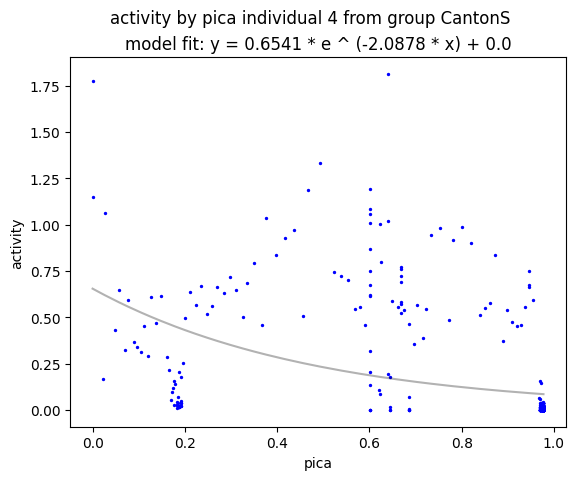 activity by pica individual 4 from group CantonS
model fit: y = 0.6541 * e ^ (-2.0878 * x) + 0.0
1.75
1.50
1.25
1.00
0.75
0.50
0.25
0.00
activity
0.0 0.2 0.4 0.6 0.8 1.0
pica